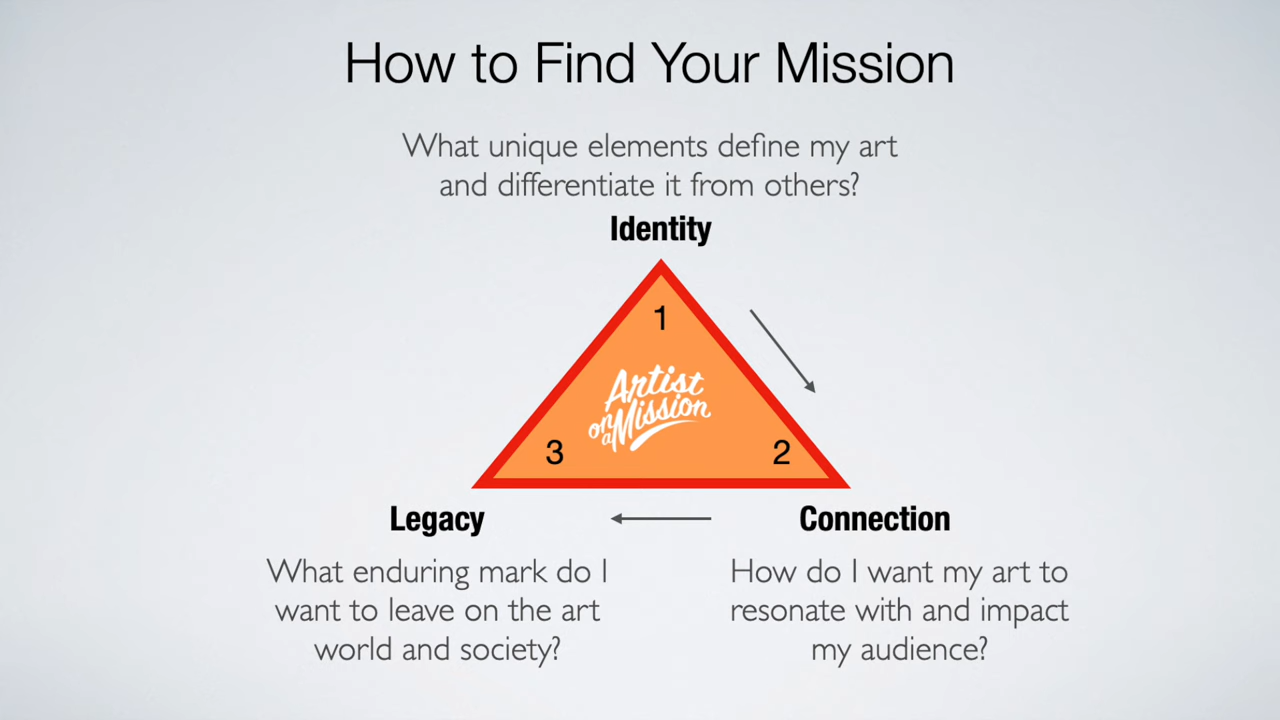 How to Find Your Mission
What unique elements define my art
and differentiate it from others?
Identity
1
Artist
on a Mission
3
2
Legacy
What enduring mark do I
want to leave on the art
world and society?
Connection
How do I want my art to
resonate with and impact
my audience?